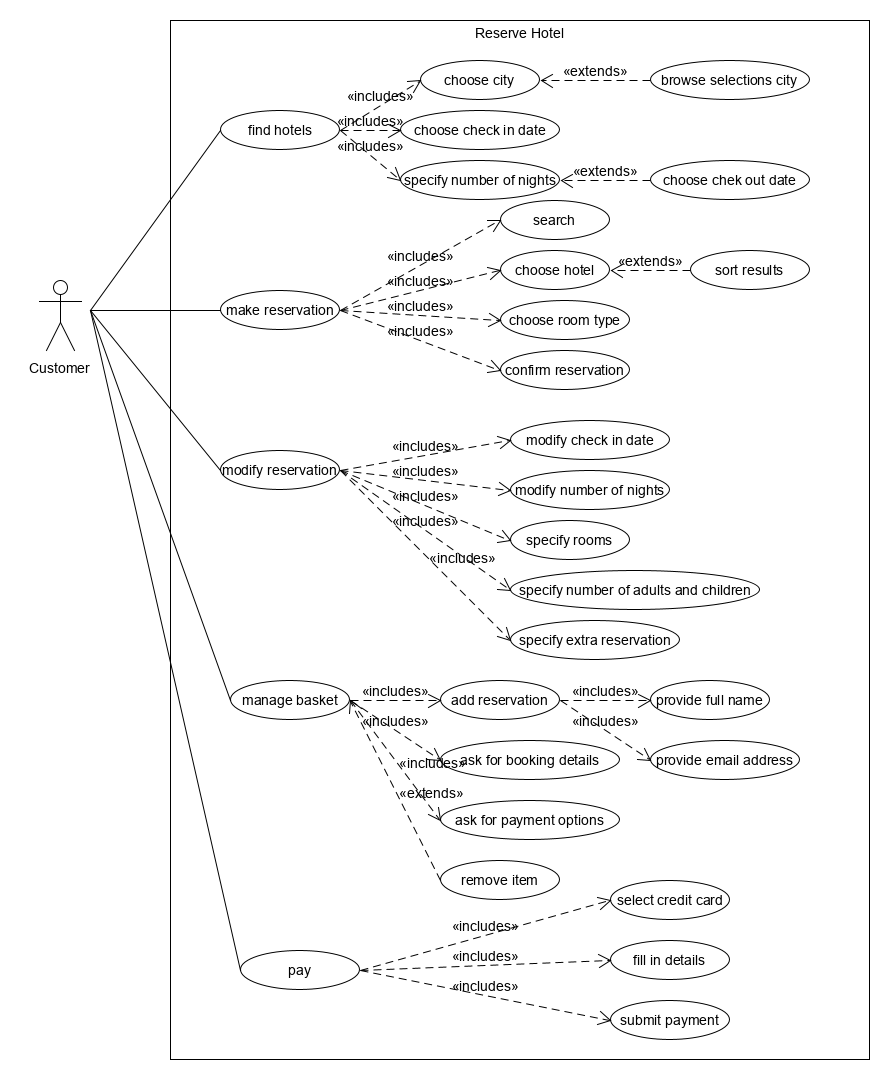 Reserve Hotel
choose city
«extends»
browse selections city
«includes»
find hotels
«includes»
choose check in date
«includes»
specify number of nights
«extends»
choose chek out date
search
«includes»
choose hotel
«extends»
sort results
«includes»
make reservation
«includes»
choose room type
«includes»
confirm reservation
Customer
modify check in date
«includes»
modify reservation
«includes»
modify number of nights
«includes»
specify rooms
«includes»
«includes»
specify number of adults and children
specify extra reservation
manage basket
«includes»
add reservation
«includes»
provide full name
«includes»
«includes»
ask for booking details
provide email address
«includes»
«extends»
ask for payment options
remove item
select credit card
«includes»
pay
«includes»
fill in details
«includes»
submit payment